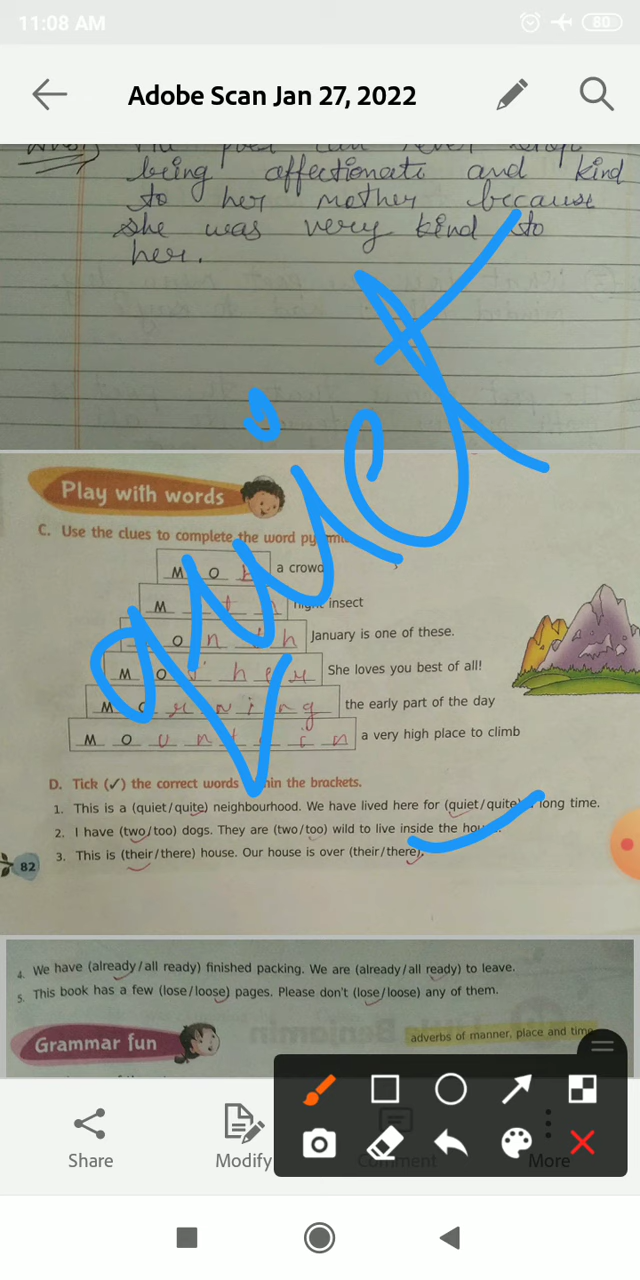 11:08 AM
80
Adobe Scan Jan 27, 2022
being affectionate and kind
to her mother because
she was very kind to
her.
quiet
Play with words
C. Use the clues to complete the word
M O b a crowd
M t h night insect
o n t h January is one of these.
M O t h e r She loves you best of all!
M o r n i n g the early part of the day
M O u n t a i n a very high place to climb
D. Tick (✓) the correct words within the brackets.
1. This is a (quiet/quite) neighbourhood. We have lived here for (quiet/quite) a long time.
2. I have (two/too) dogs. They are (two/too) wild to live inside the
3. This is (their/there) house. Our house is over (their/there).
82
4. We have (already/all ready) finished packing. We are (already/all ready) to leave.
5. This book has a few (lose/loose) pages. Please don't (lose/loose) any of them.
Grammar fun
adverbs of manner, place and time
Share
Modify
Comment
More